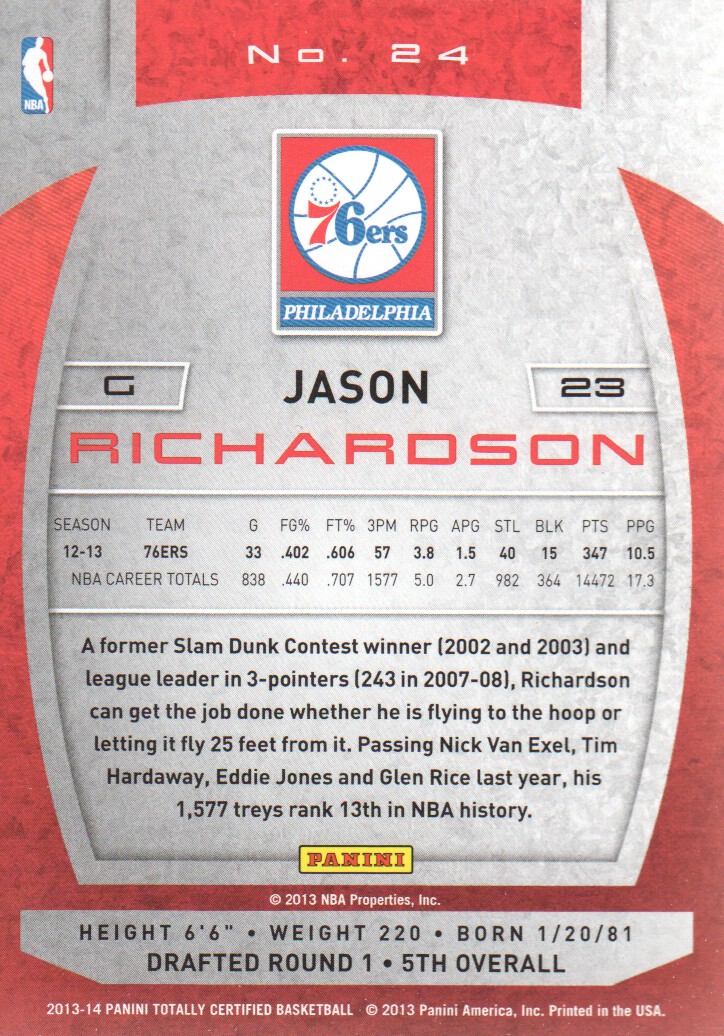 No. 24
NBA
76ers
PHILADELPHIA
G JASON 23
RICHARDSON
SEASON TEAM G FG% FT% 3PM RPG APG STL BLK PTS PPG
12-13 76ERS 33 .402 .606 57 3.8 1.5 40 15 347 10.5
NBA CAREER TOTALS 838 .440 .707 1577 5.0 2.7 982 364 14472 17.3
A former Slam Dunk Contest winner (2002 and 2003) and
league leader in 3-pointers (243 in 2007-08), Richardson
can get the job done whether he is flying to the hoop or
letting it fly 25 feet from it. Passing Nick Van Exel, Tim
Hardaway, Eddie Jones and Glen Rice last year, his
1,577 treys rank 13th in NBA history.
PANINI
© 2013 NBA Properties, Inc.
HEIGHT 6'6" • WEIGHT 220 • BORN 1/20/81
DRAFTED ROUND 1 • 5TH OVERALL
2013-14 PANINI TOTALLY CERTIFIED BASKETBALL © 2013 Panini America, Inc. Printed in the USA.